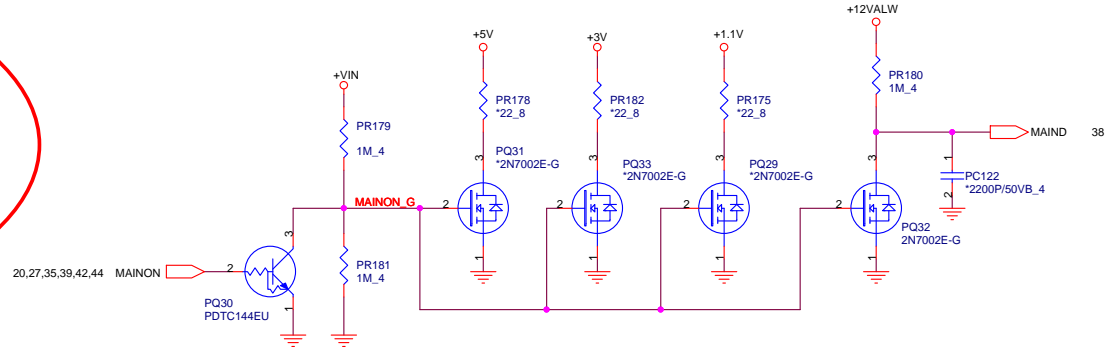 +12VALW
+5V
+3V
+1.1V
+VIN
PR180
1M_4
PR178
*22_8
PR182
*22_8
PR175
*22_8
PR179
1M_4
MAIND 38
3
PQ31
*2N7002E-G
3
PQ33
*2N7002E-G
3
PQ29
*2N7002E-G
3
1
PC122
*2200P/50VB_4
2
MAINON_G
2
2
2
2
PQ32
2N7002E-G
3
1
1
1
1
20,27,35,39,42,44 MAINON
2
PR181
1M_4
PQ30
PDTC144EU
1